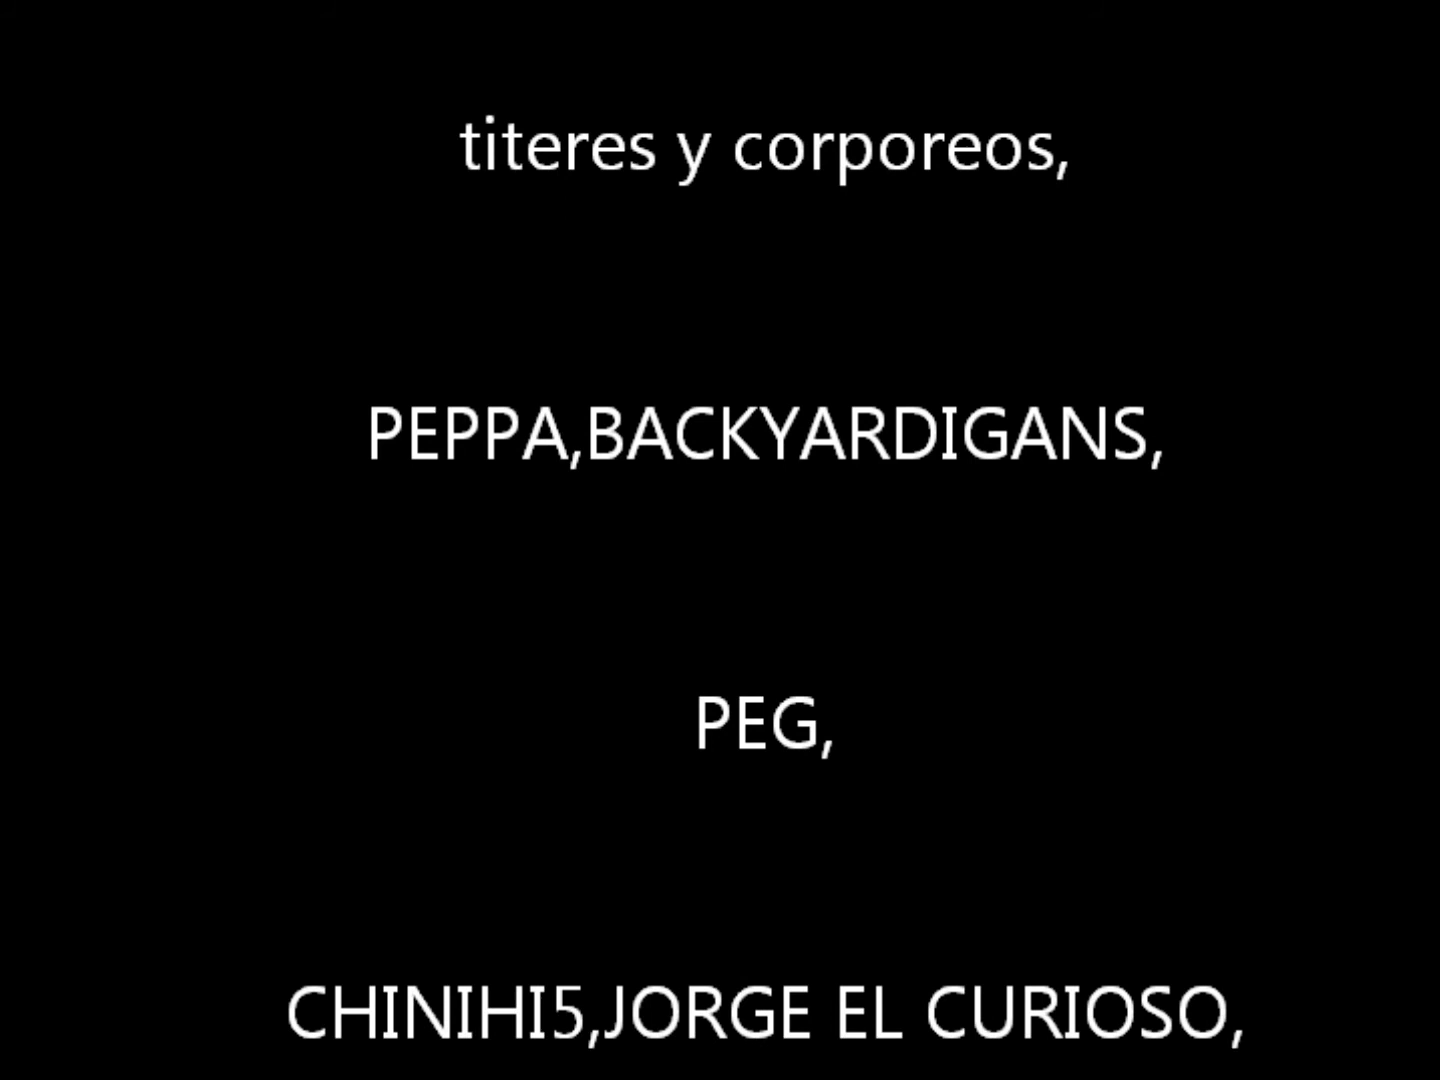 titeres y corporeos,
PEPPA,BACKYARDIGANS,
PEG,
CHINIHI5,JORGE EL CURIOSO,